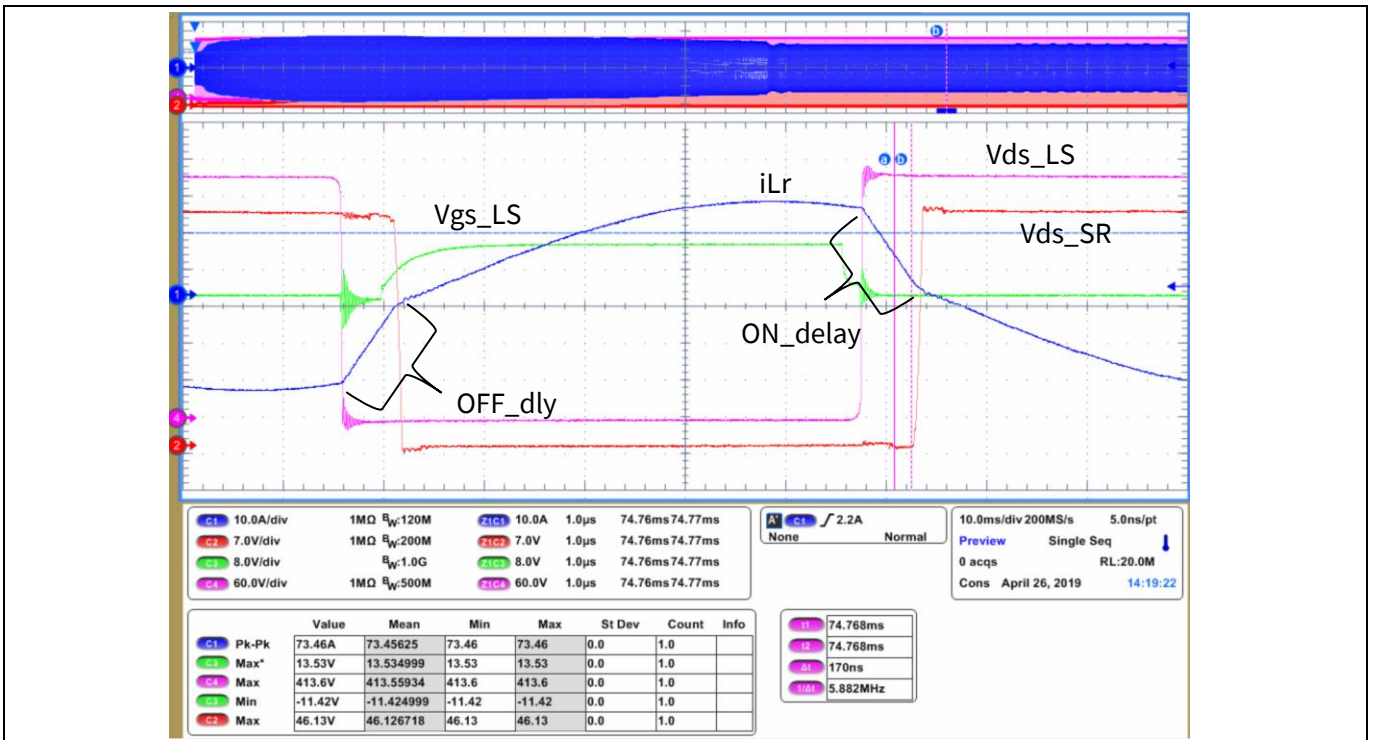 b
1
4
2
a b
Vds_LS
iLr
Vgs_LS
Vds_SR
1
ON_delay
OFF_dly
4
2
C1 10.0A/div 1MΩ BW:120M Z1C1 10.0A 1.0µs 74.76ms 74.77ms
C2 7.0V/div 1MΩ BW:200M Z1C2 7.0V 1.0µs 74.76ms 74.77ms
C3 8.0V/div BW:1.0G Z1C3 8.0V 1.0µs 74.76ms 74.77ms
C4 60.0V/div 1MΩ BW:500M Z1C4 60.0V 1.0µs 74.76ms 74.77ms
A' C1 2.2A
None Normal
10.0ms/div 200MS/s 5.0ns/pt
Preview Single Seq
0 acqs RL:20.0M
Cons April 26, 2019 14:19:22
Value Mean Min Max St Dev Count Info
C1 Pk-Pk 73.46A 73.45625 73.46 73.46 0.0 1.0
C3 Max* 13.53V 13.534999 13.53 13.53 0.0 1.0
C4 Max 413.6V 413.55934 413.6 413.6 0.0 1.0
C3 Min -11.42V -11.424999 -11.42 -11.42 0.0 1.0
C2 Max 46.13V 46.126718 46.13 46.13 0.0 1.0
t1 74.768ms
t2 74.768ms
Δt 170ns
1/Δt 5.882MHz